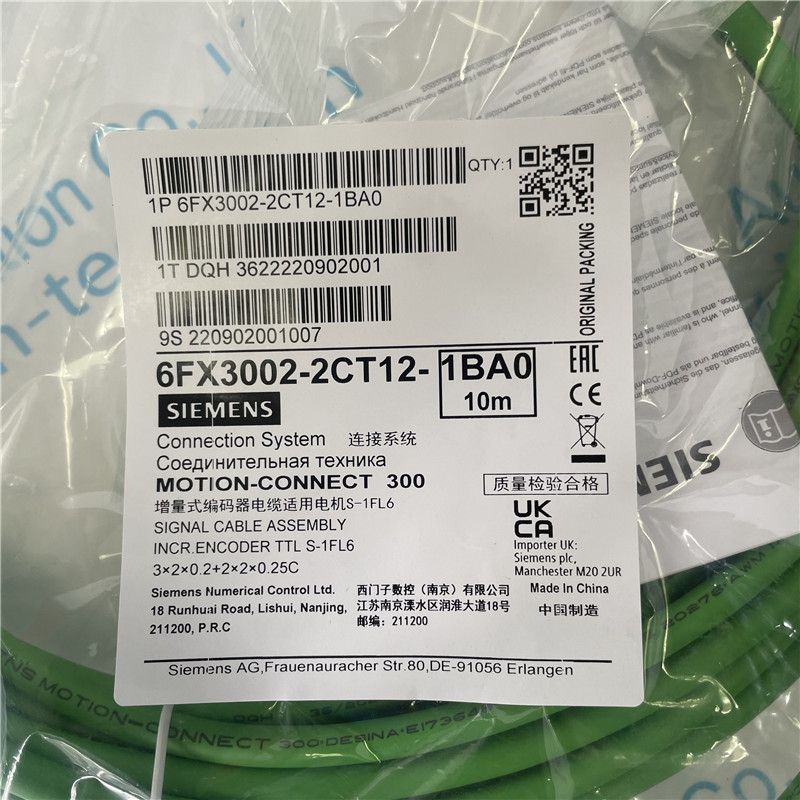 QTY:1
1P 6FX3002-2CT12-1BA0
1T DQH 3622220902001
9S 220902001007
ORIGINAL PACKING
6FX3002-2CT12-1BA0
10m
EAC
CE
SIEMENS
Connection System 连接系统
Соединительная техника
MOTION-CONNECT 300
增量式编码器电缆适用电机S-1FL6
SIGNAL CABLE ASSEMBLY
INCR.ENCODER TTL S-1FL6
3×2×0.2+2×2×0.25C
质量检验合格
UK
CA
Importer UK:
Siemens plc,
Manchester M20 2UR
Made In China
中国制造
Siemens Numerical Control Ltd.
18 Runhuai Road, Lishui, Nanjing,
211200, P.R.C
西门子数控（南京）有限公司
江苏南京溧水区润淮大道18号
邮编：211200
Siemens AG,Frauenauracher Str.80,DE-91056 Erlangen
MOTION-CONNECT 300·DESINA·E17364
DQH